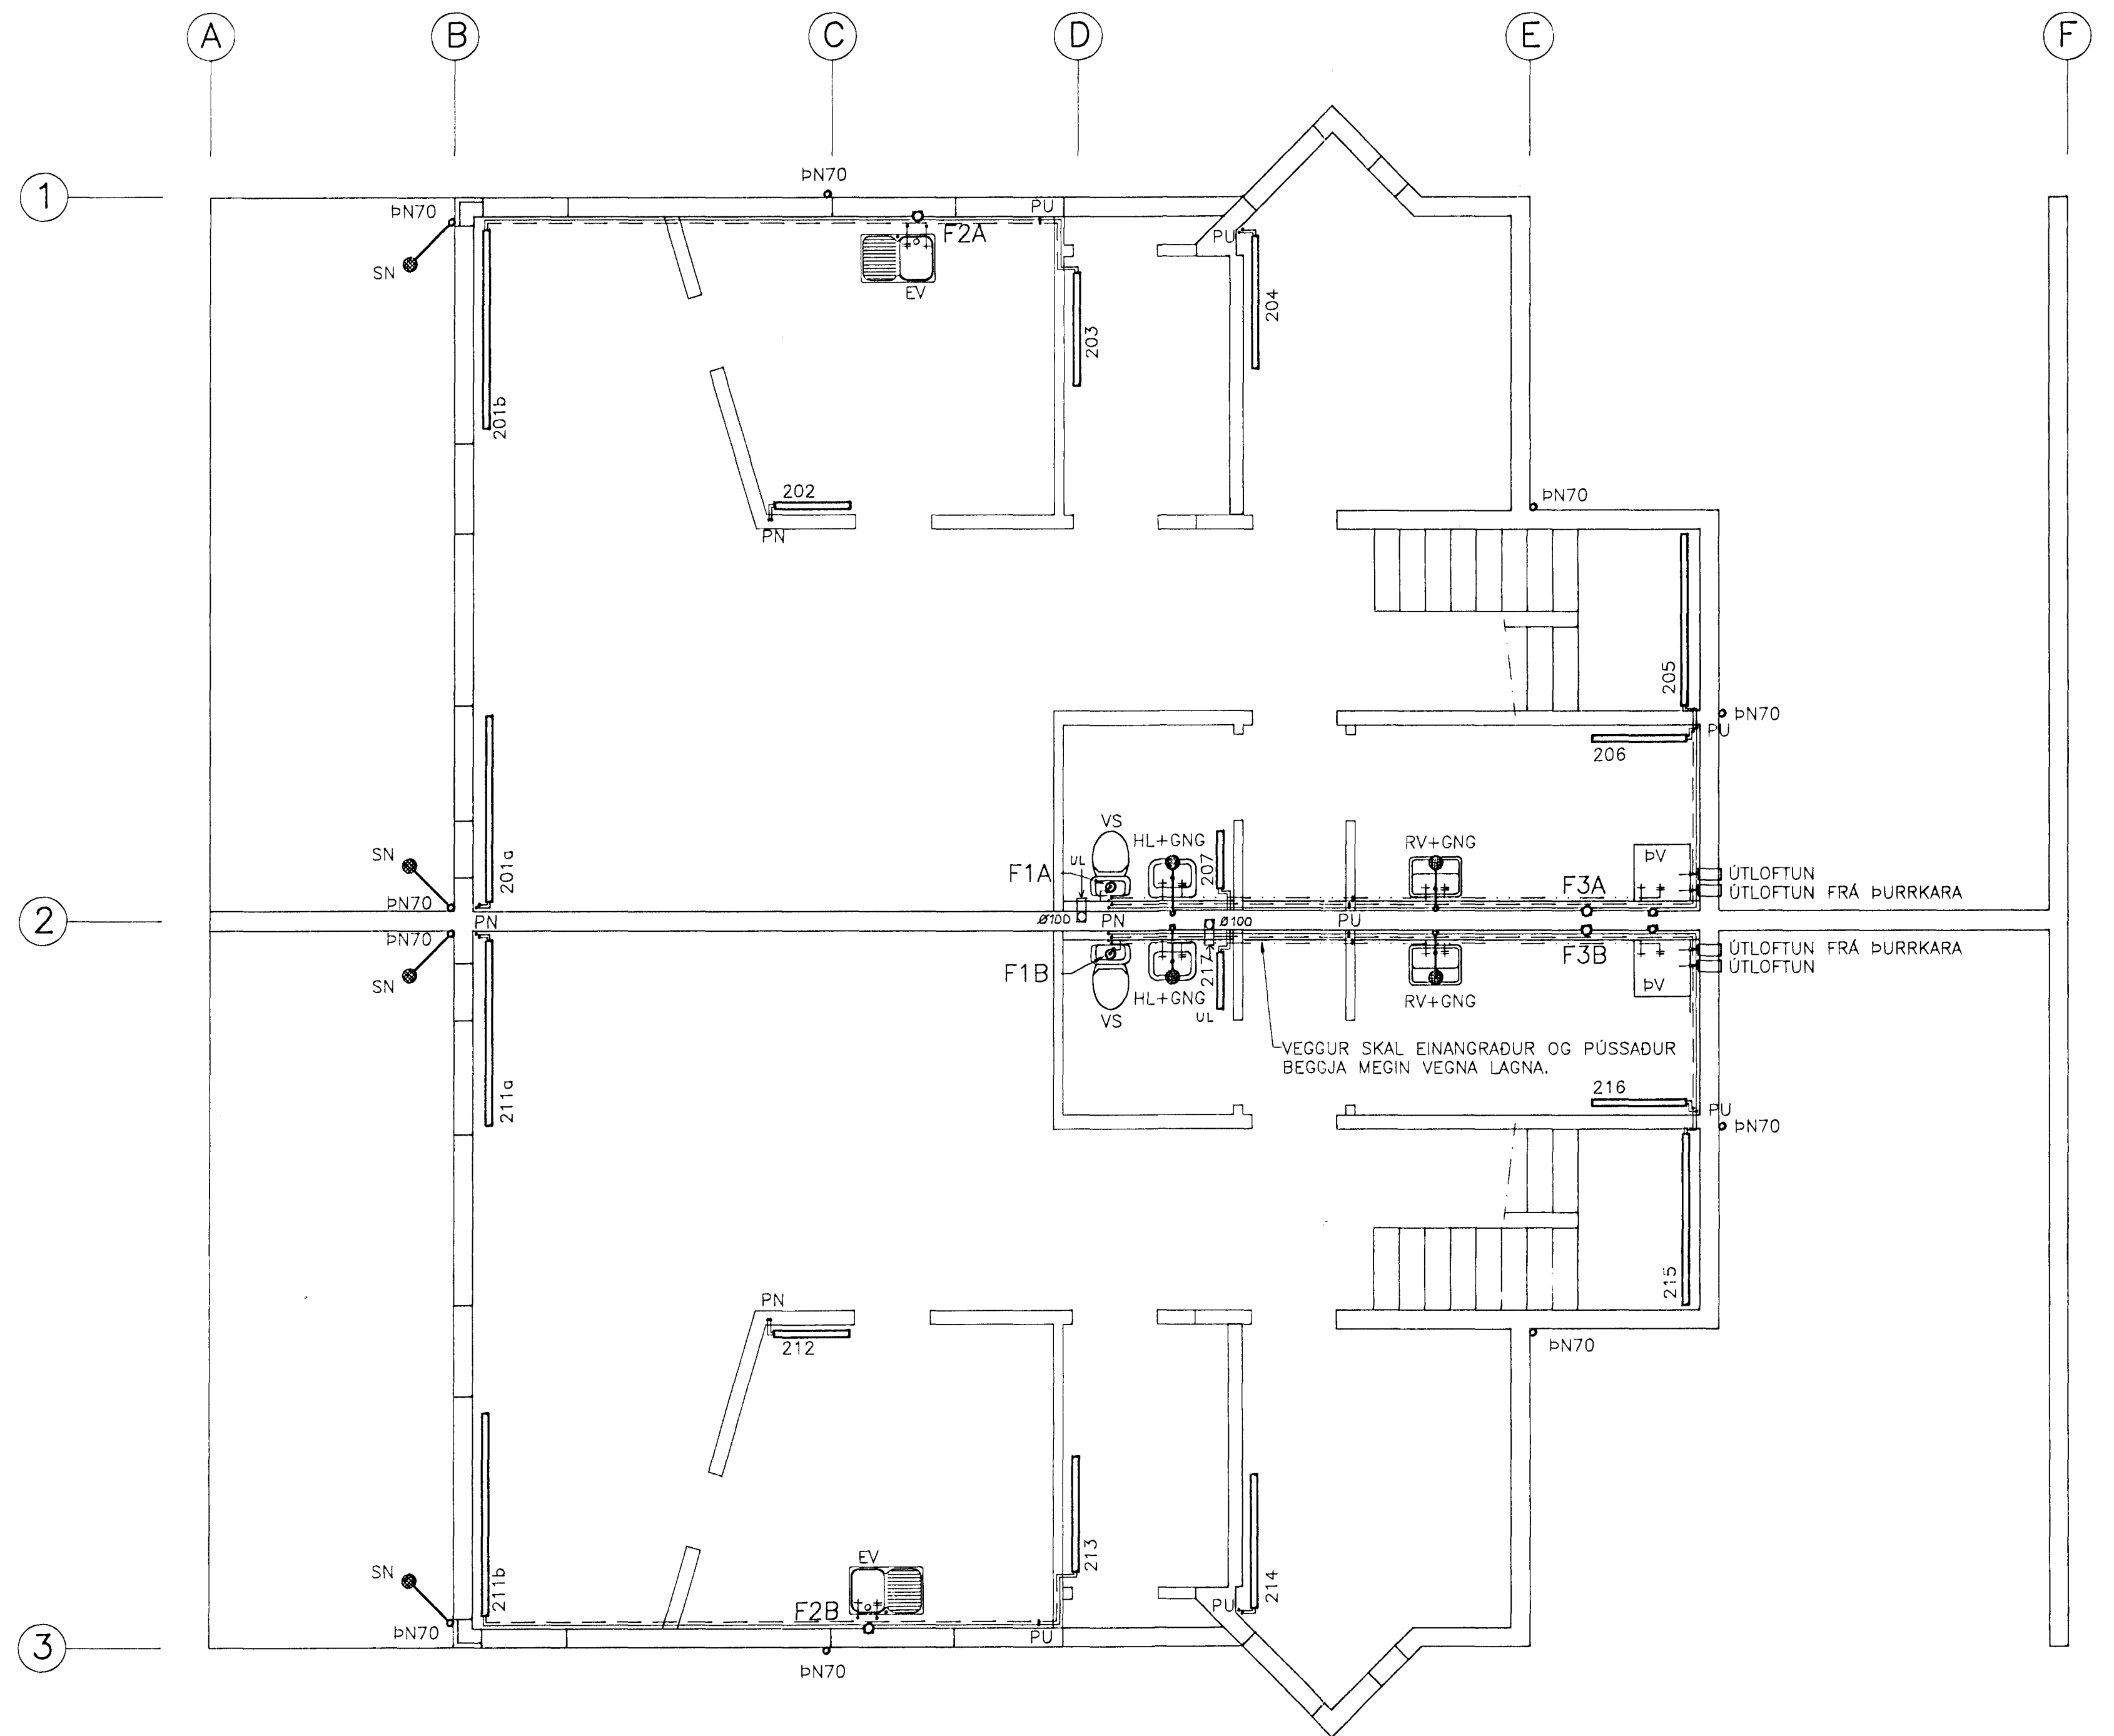 A B C D E F
1
ÞN70
ÞN70
PU
F2A
PU
SN
EV
204
203
201b
202
PN
ÞN70
205
ÞN70
PU
206
VS
HL+GNG
RV+GNG
SN
201a
UL
207
ÞV
F1A
F3A
ÚTLOFTUN
ÚTLOFTUN FRÁ ÞURRKARA
ÞN70
PN
Ø100
PN
Ø100
PU
2
ÞN70
SN
F1B
217
F3B
ÚTLOFTUN FRÁ ÞURRKARA
ÚTLOFTUN
ÞV
HL+GNG
RV+GNG
VS
UL
VEGGUR SKAL EINANGRAÐUR OG PÚSSAÐUR
BEGGJA MEGIN VEGNA LAGNA.
211a
216
PU
ÞN70
215
PN
212
ÞN70
213
EV
SN
211b
214
F2B
PU
ÞN70
PU
3
ÞN70